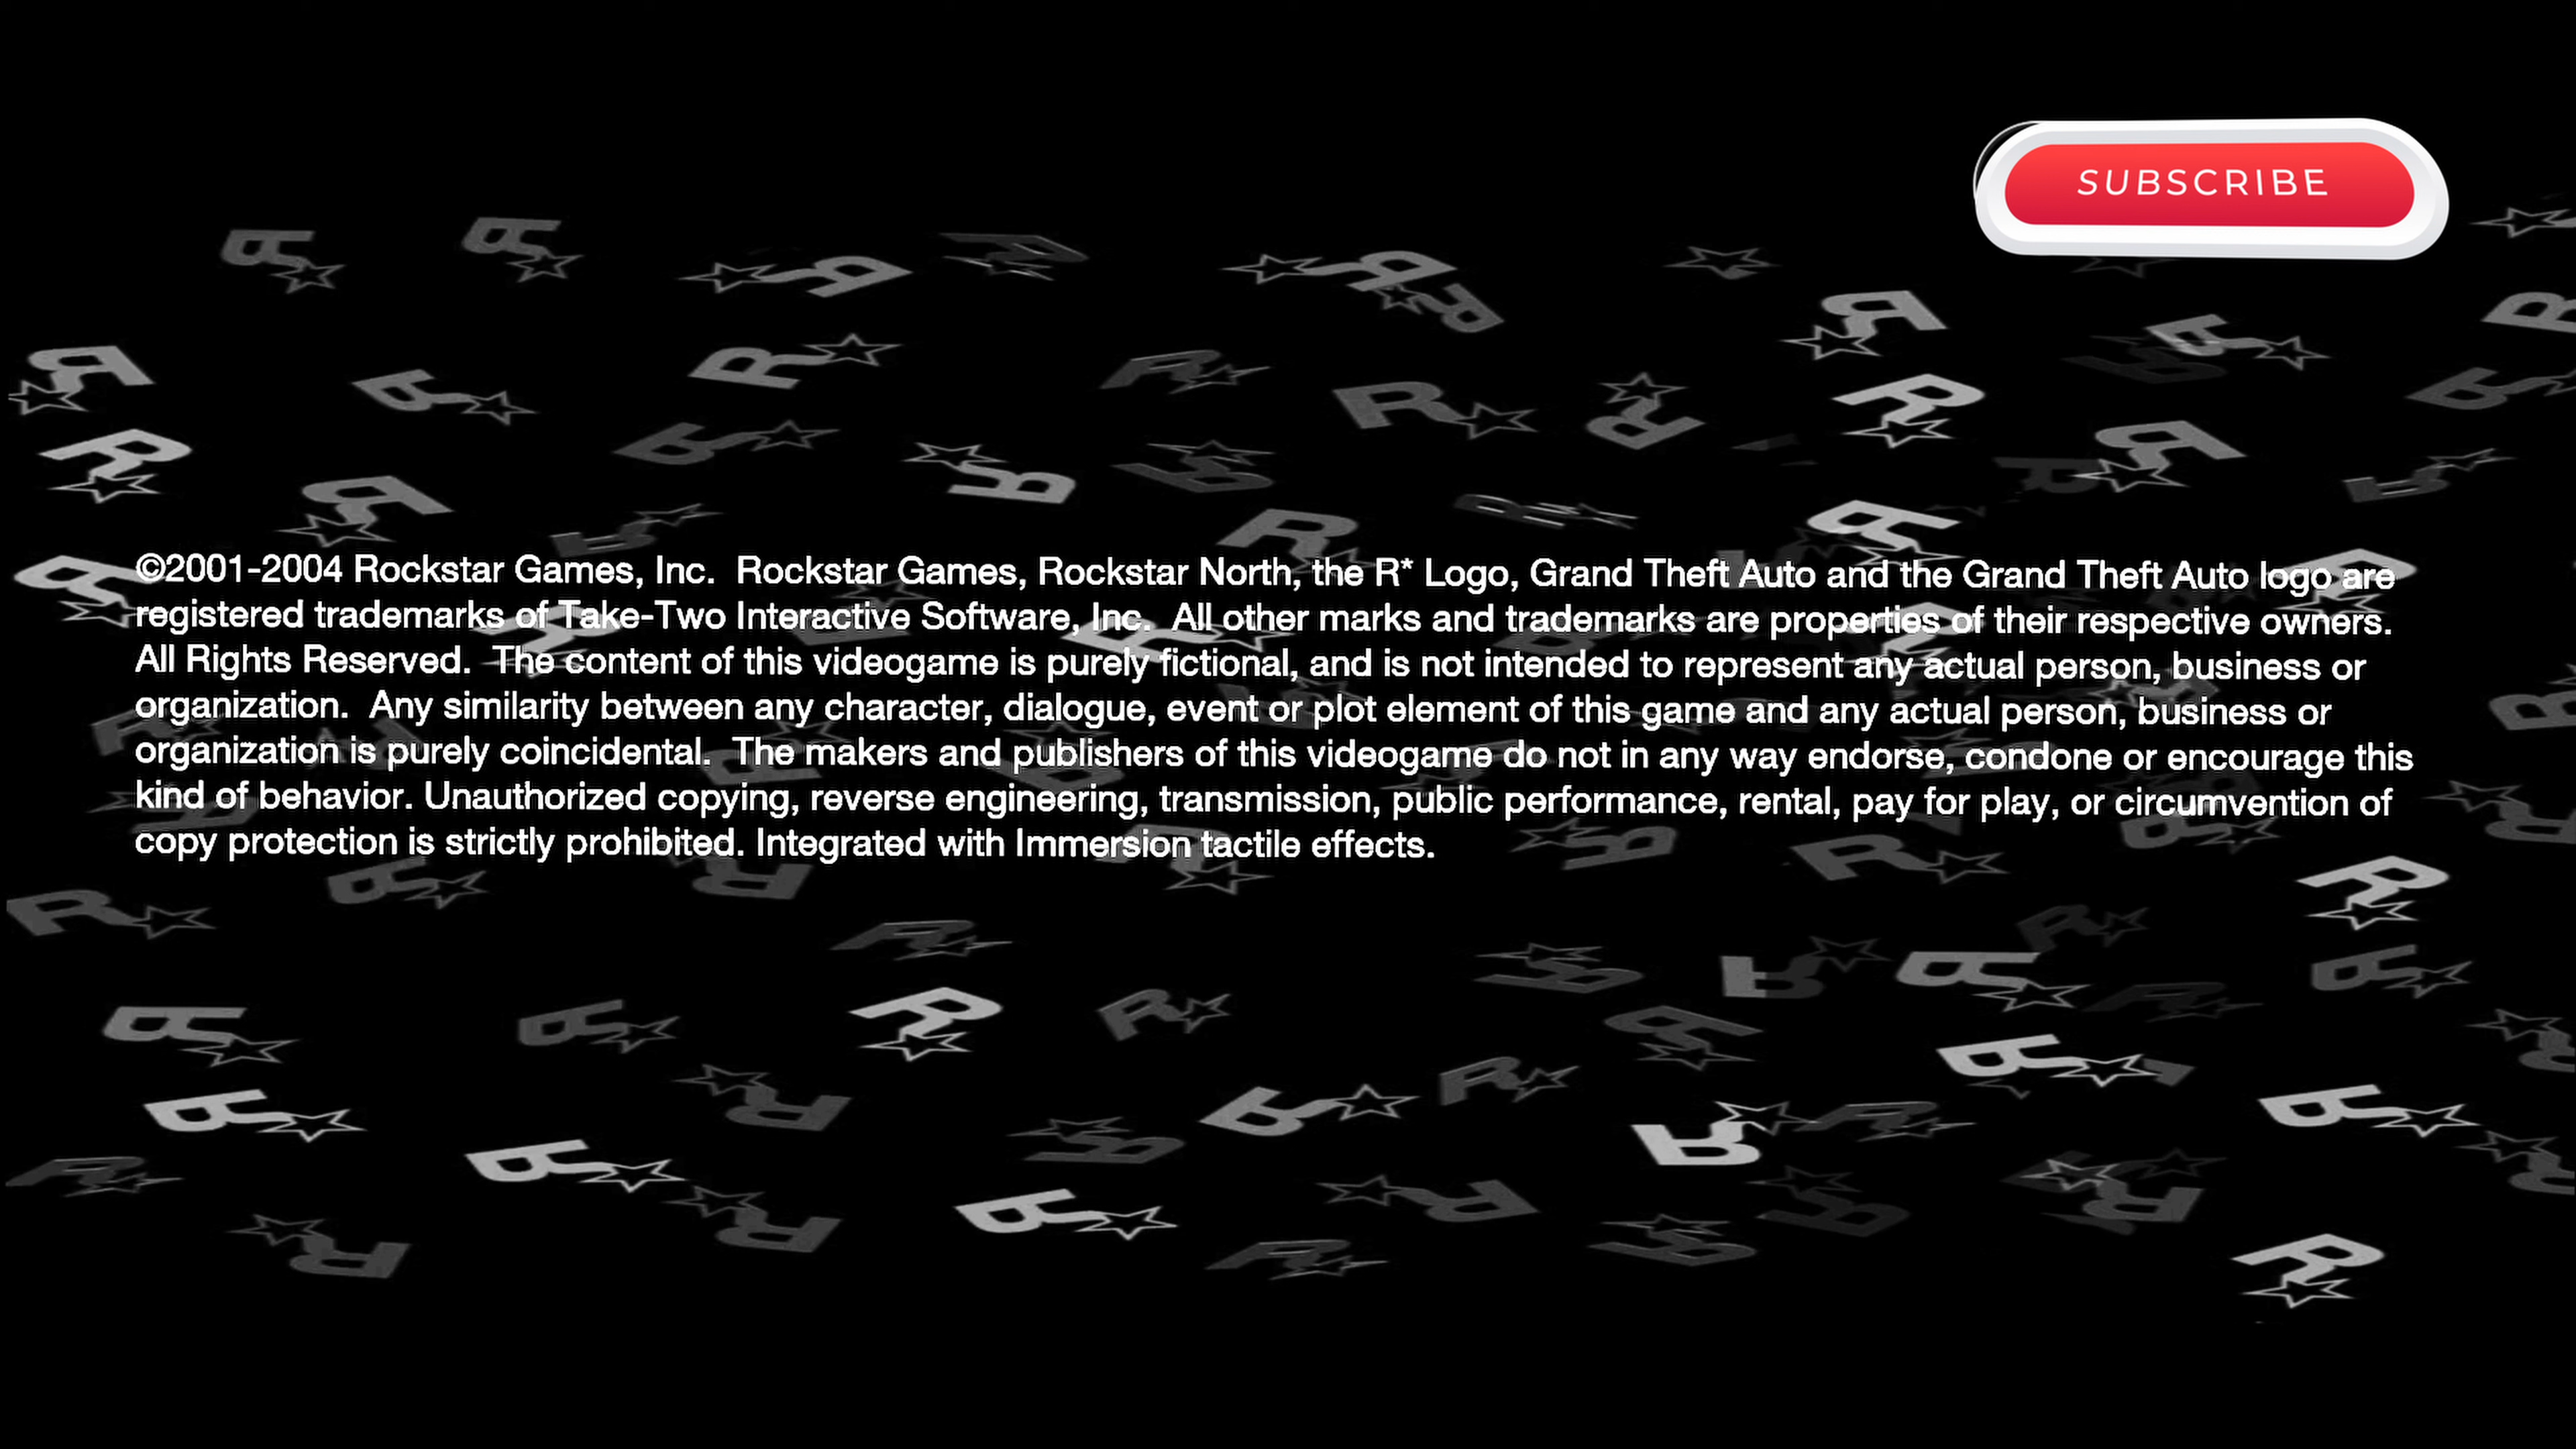 SUBSCRIBE
©2001-2004 Rockstar Games, Inc.  Rockstar Games, Rockstar North, the R* Logo, Grand Theft Auto and the Grand Theft Auto logo are
registered trademarks of Take-Two Interactive Software, Inc.  All other marks and trademarks are properties of their respective owners.
All Rights Reserved.  The content of this videogame is purely fictional, and is not intended to represent any actual person, business or
organization.  Any similarity between any character, dialogue, event or plot element of this game and any actual person, business or
organization is purely coincidental.  The makers and publishers of this videogame do not in any way endorse, condone or encourage this
kind of behavior. Unauthorized copying, reverse engineering, transmission, public performance, rental, pay for play, or circumvention of
copy protection is strictly prohibited. Integrated with Immersion tactile effects.